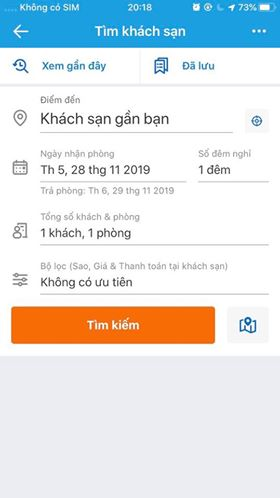 Không có SIM 20:18 73%
Tìm khách sạn
Xem gần đây Đã lưu
Điểm đến
Khách sạn gần bạn
Ngày nhận phòng Số đêm nghỉ
Th 5, 28 thg 11 2019 1 đêm
Trả phòng: Th 6, 29 thg 11 2019
Tổng số khách & phòng
1 khách, 1 phòng
Bộ lọc (Sao, Giá & Thanh toán tại khách sạn)
Không có ưu tiên
Tìm kiếm